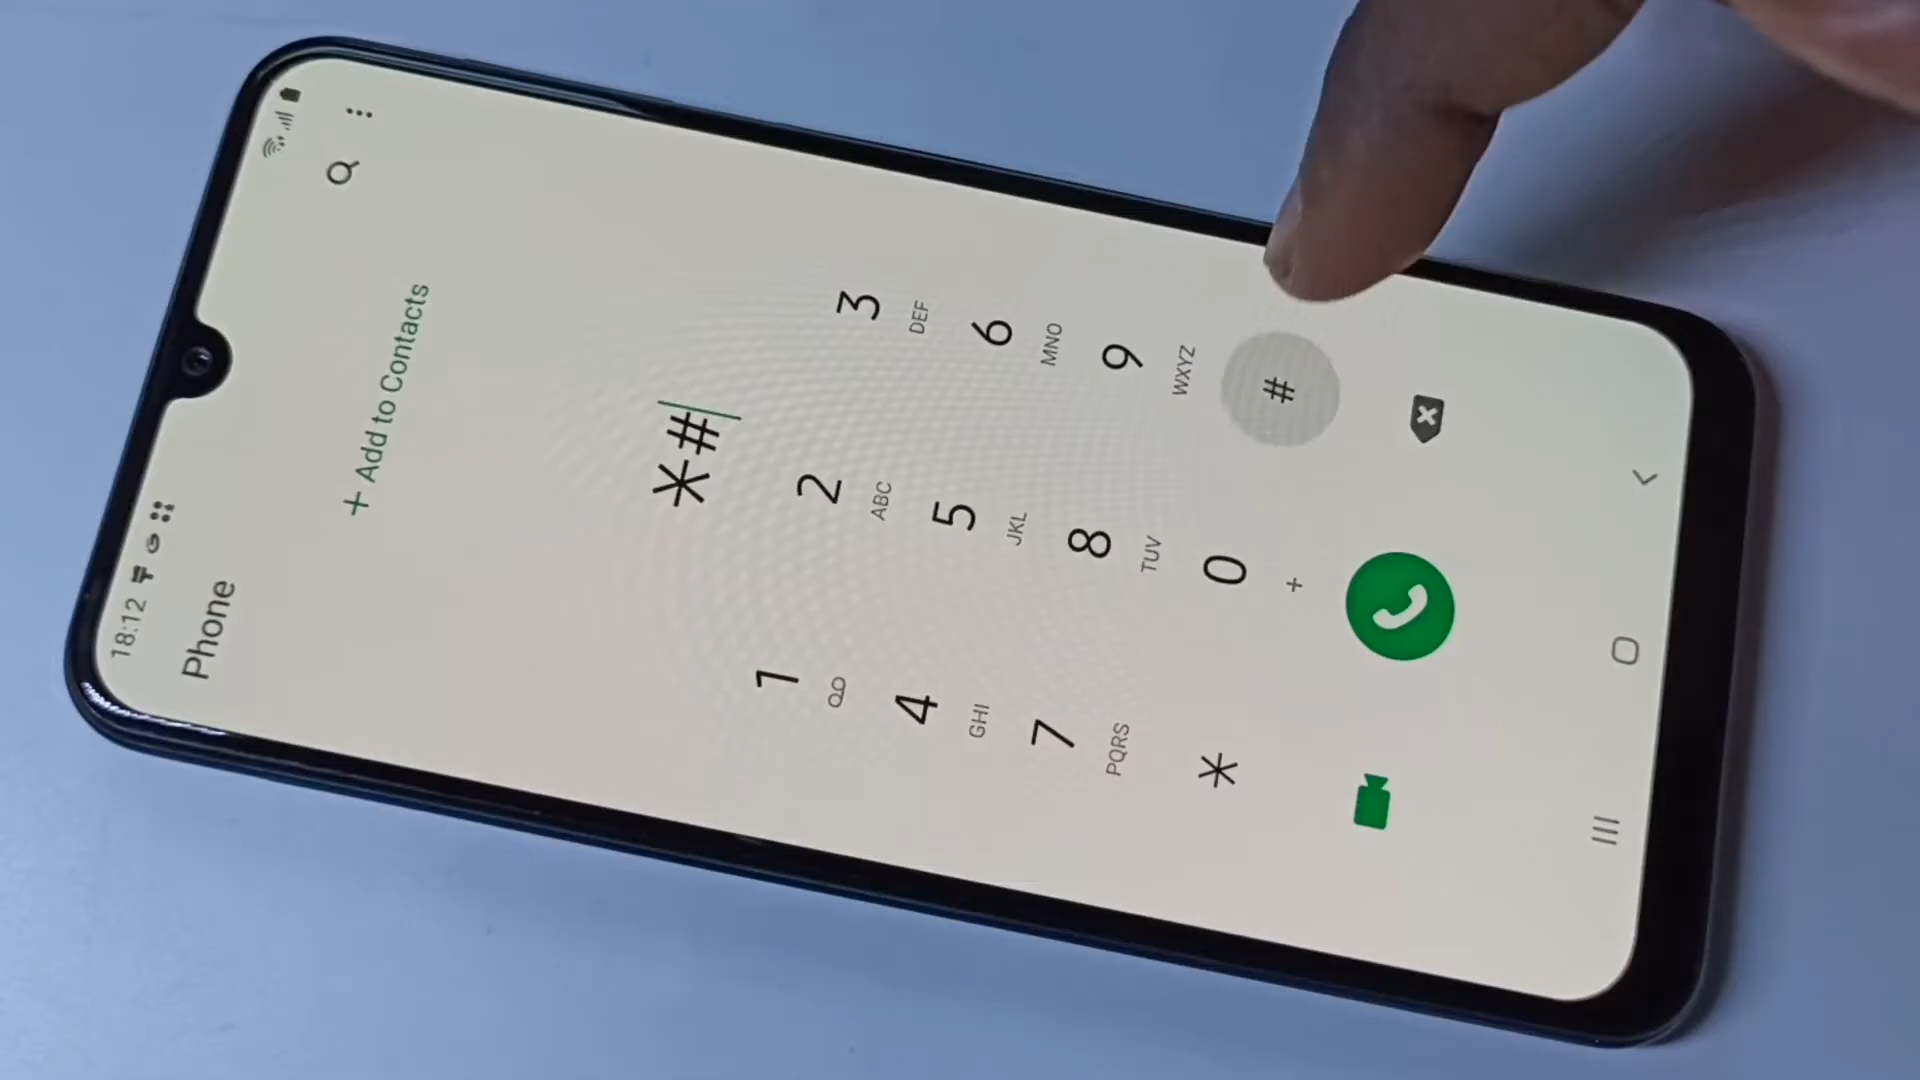 18:12
Phone
+ Add to Contacts
*#
1
2 ABC
3 DEF
4 GHI
5 JKL
6 MNO
7 PQRS
8 TUV
9 WXYZ
*
0 +
#